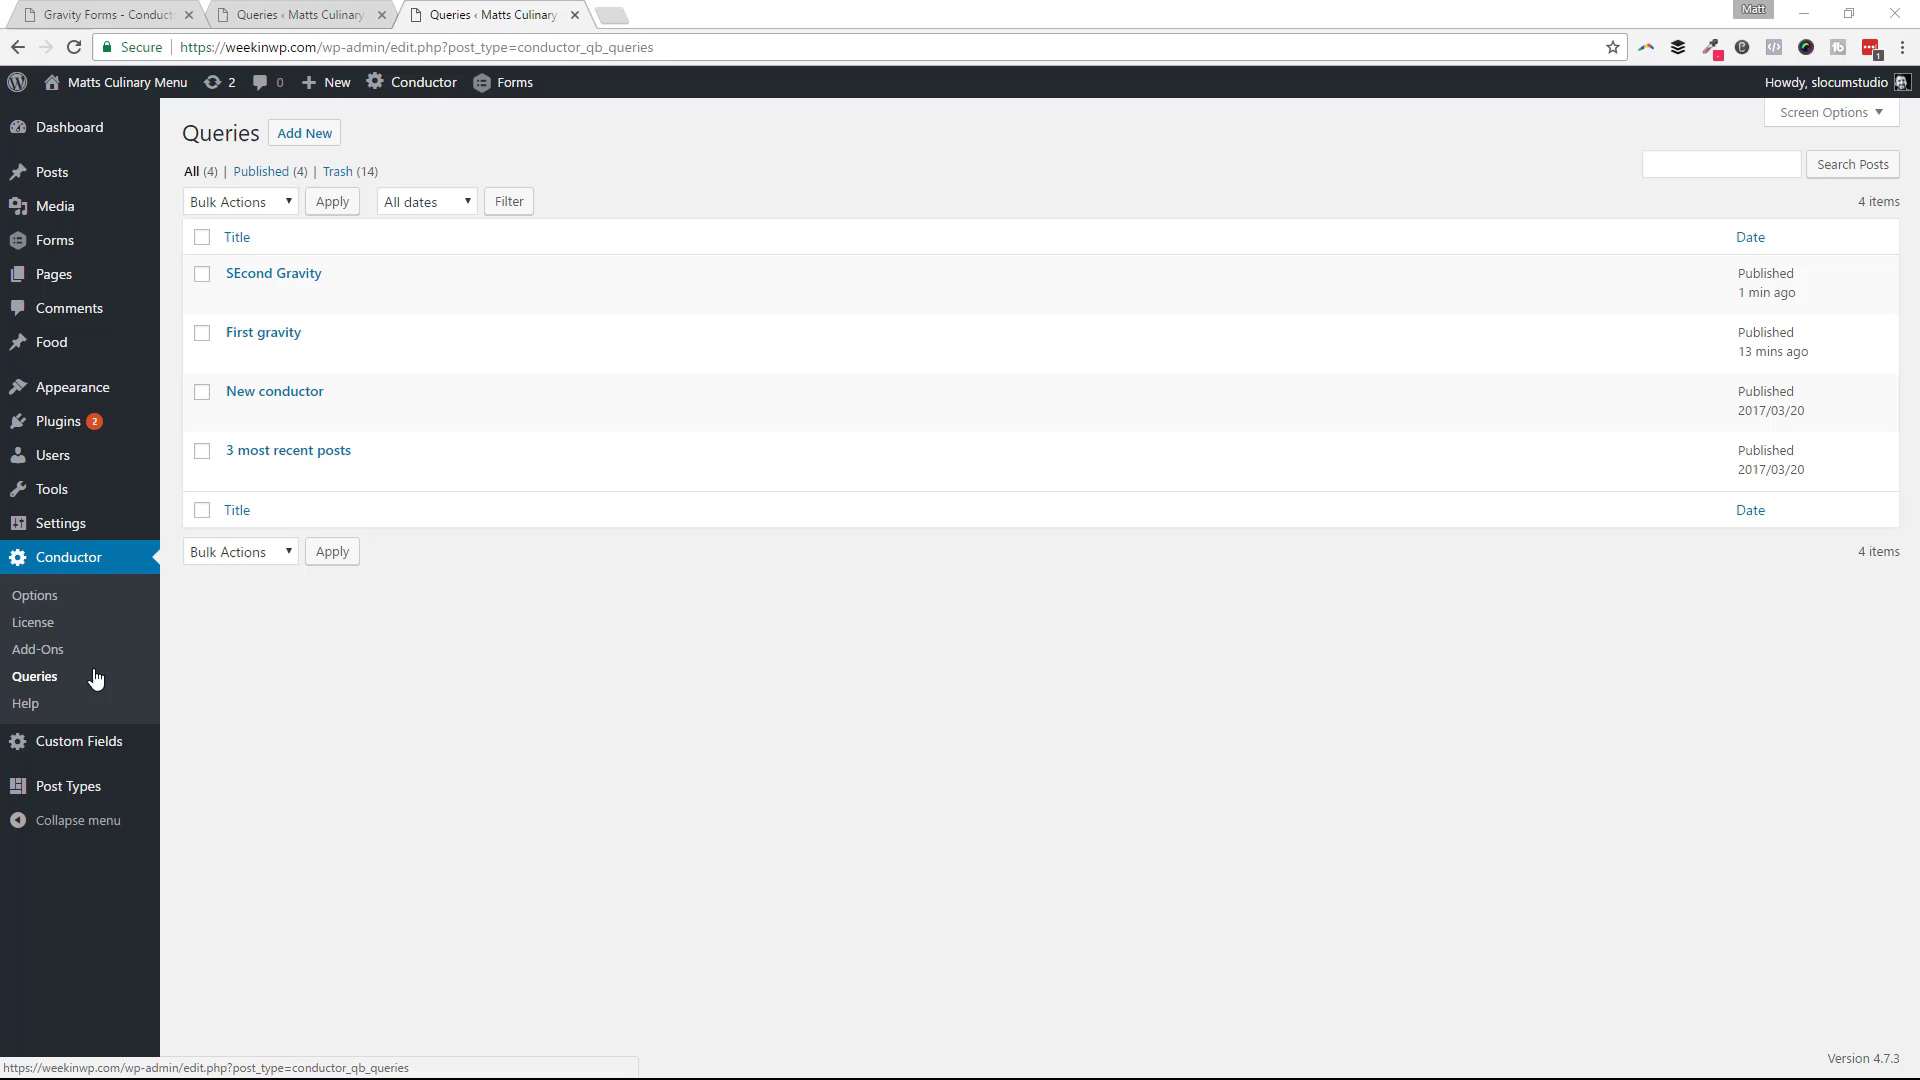 Gravity Forms - Conduct
Queries ‹ Matts Culinary
Queries ‹ Matts Culinary
Matt
Secure
https://weekinwp.com/wp-admin/edit.php?post_type=conductor_qb_queries
1
Matts Culinary Menu
2
0
New
Conductor
Forms
Howdy, slocumstudio
Dashboard
Posts
Media
Forms
Pages
Comments
Food
Appearance
Plugins 2
Users
Tools
Settings
Conductor
Options
License
Add-Ons
Queries
Help
Custom Fields
Post Types
Collapse menu
Screen Options
Queries Add New
All (4) | Published (4) | Trash (14)
Search Posts
Bulk Actions Apply All dates Filter
4 items
Title Date
SEcond Gravity Published
1 min ago
First gravity Published
13 mins ago
New conductor Published
2017/03/20
3 most recent posts Published
2017/03/20
Title Date
Bulk Actions Apply
4 items
Version 4.7.3
https://weekinwp.com/wp-admin/edit.php?post_type=conductor_qb_queries